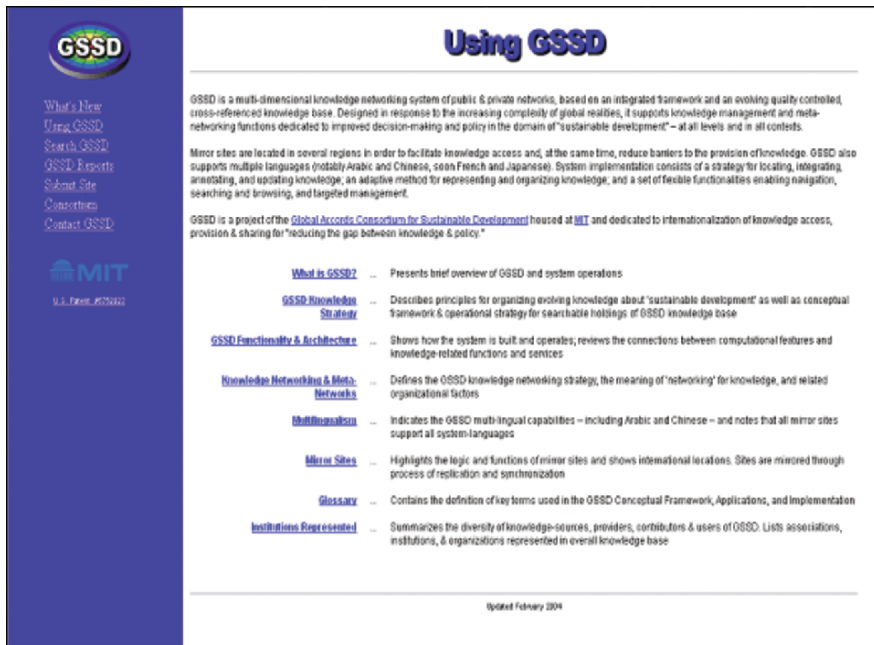 GSSD
What's New
Using GSSD
Search GSSD
GSSD Reports
Submit Site
Consortium
Contact GSSD
MIT
U.S. Patent
Using GSSD
GSSD is a multi-dimensional knowledge networking system of public & private networks, based on an integrated framework and an evolving quality controlled,
cross-referenced knowledge base. Designed in response to the increasing complexity of global realities, it supports knowledge management and meta-
networking functions dedicated to improved decision-making and policy in the domain of "sustainable development" – at all levels and in all contexts.
Mirror sites are located in several regions in order to facilitate knowledge access and, at the same time, reduce barriers to the provision of knowledge. GSSD also
supports multiple languages (notably Arabic and Chinese, soon French and Japanese). System implementation consists of a strategy for locating, integrating,
annotating, and updating knowledge; an adaptive method for representing and organizing knowledge; and a set of flexible functionalities enabling navigation,
searching and browsing, and targeted management.
GSSD is a project of the Global Accords Consortium for Sustainable Development housed at MIT and dedicated to internationalization of knowledge access,
provision & sharing for "reducing the gap between knowledge & policy."
What is GSSD? ... Presents brief overview of GSSD and system operations
GSSD Knowledge ... Describes principles for organizing evolving knowledge about 'sustainable development' as well as conceptual
Strategy framework & operational strategy for searchable holdings of GSSD knowledge base
GSSD Functionality & Architecture ... Shows how the system is built and operates; reviews the connections between computational features and
knowledge-related functions and services
Knowledge Networking & Meta- ... Defines the GSSD knowledge networking strategy, the meaning of 'networking' for knowledge, and related
Networks organizational factors
Multilingualism ... Indicates the GSSD multi-lingual capabilities – including Arabic and Chinese – and notes that all mirror sites
support all system-languages
Mirror Sites ... Highlights the logic and functions of mirror sites and shows international locations. Sites are mirrored through
process of replication and synchronization
Glossary ... Contains the definition of key terms used in the GSSD Conceptual Framework, Applications, and Implementation
Institutions Represented ... Summarizes the diversity of knowledge-sources, providers, contributors & users of GSSD. Lists associations,
institutions, & organizations represented in overall knowledge base
Updated February 2004